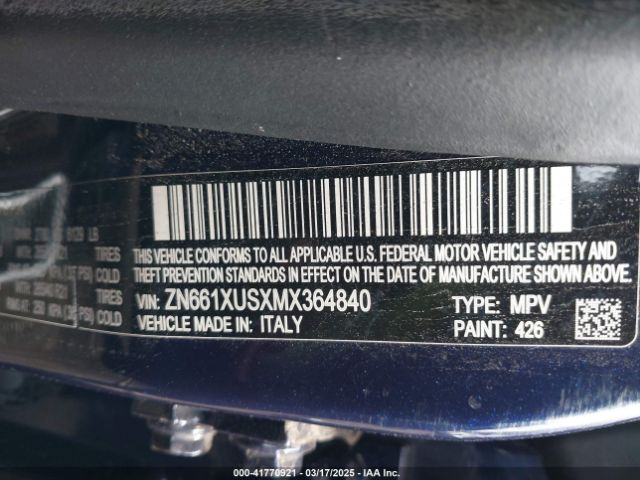 TIRES
COLD
TIRES
COLD
THIS VEHICLE CONFORMS TO ALL APPLICABLE U.S. FEDERAL MOTOR VEHICLE SAFETY AND
THEFT PREVENTION STANDARDS IN EFFECT ON THE DATE OF MANUFACTURE SHOWN ABOVE.
VIN: ZN661XUSXMX364840 TYPE: MPV
VEHICLE MADE IN: ITALY PAINT: 426
000-41770921 — 03/17/2025 — IAA Inc.